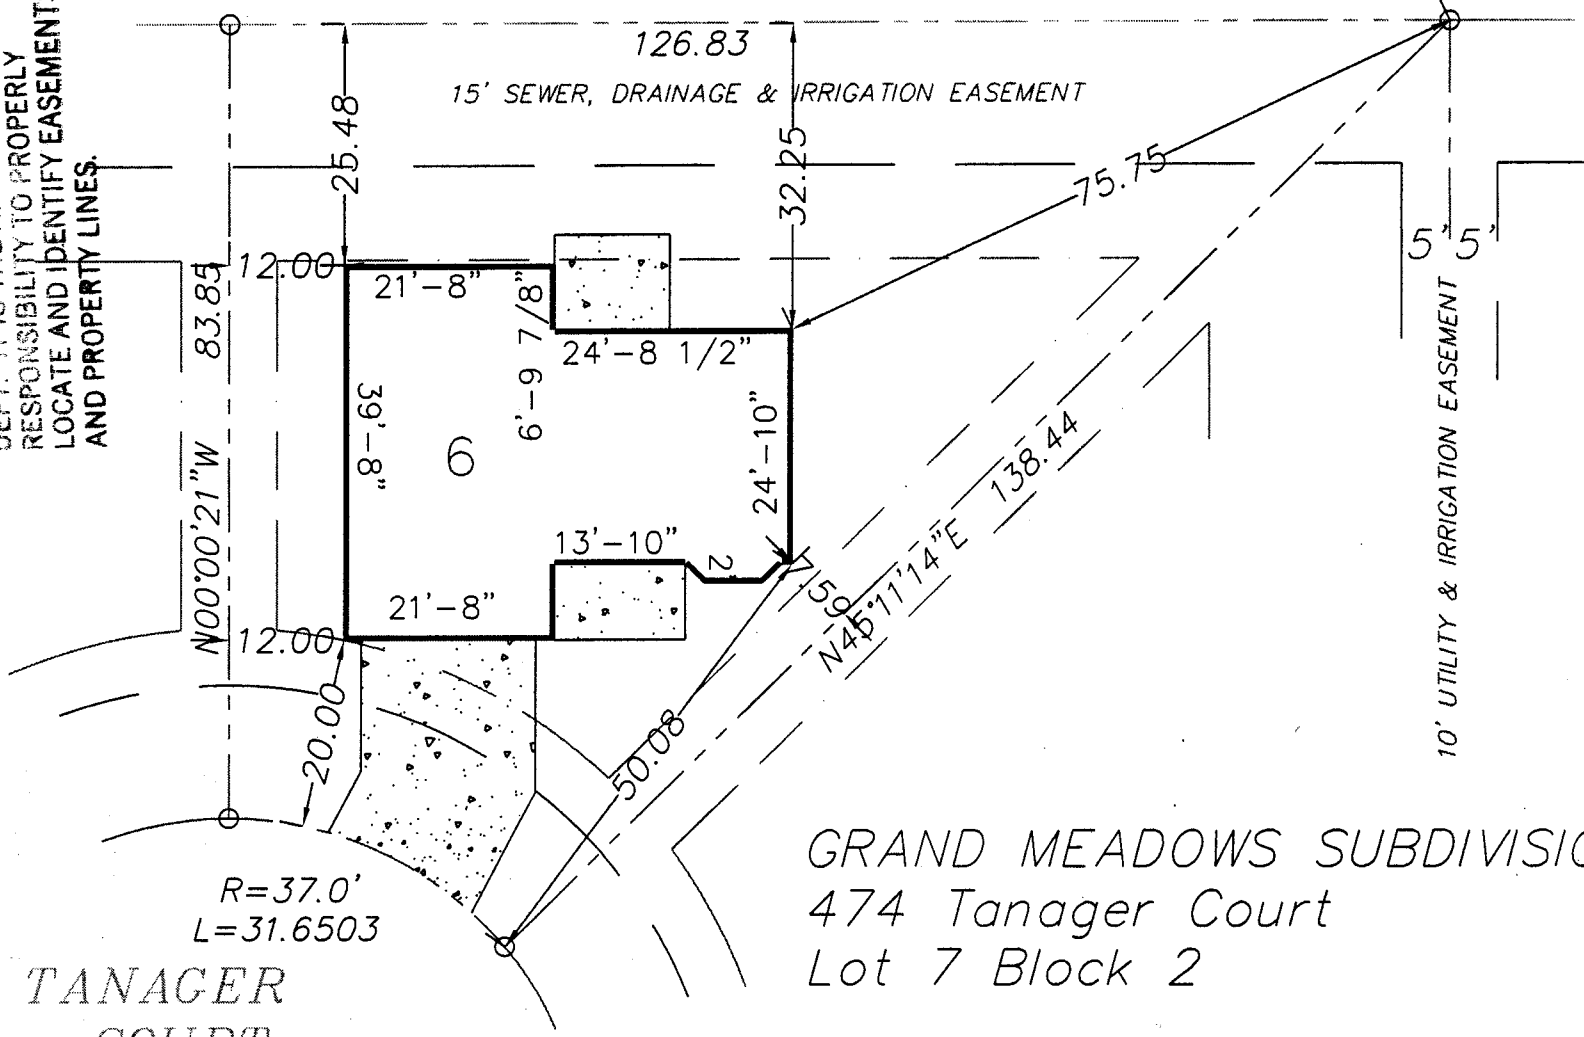 RESPONSIBILITY TO PROPERLY
LOCATE AND IDENTIFY EASEMENTS
AND PROPERTY LINES.
126.83
15' SEWER, DRAINAGE & IRRIGATION EASEMENT
25.48
32.25
75.75
5' 5'
12.00
83.85
21'-8"
6'-9 7/8"
24'-8 1/2"
39'-8"
6
24'-10"
10' UTILITY & IRRIGATION EASEMENT
N00°00'21"W
138.44
N45°11'14"E
13'-10"
2"
7.59
21'-8"
12.00
20.00
50.08
R=37.0'
L=31.6503
GRAND MEADOWS SUBDIVISIO
474 Tanager Court
Lot 7 Block 2
TANAGER
COURT